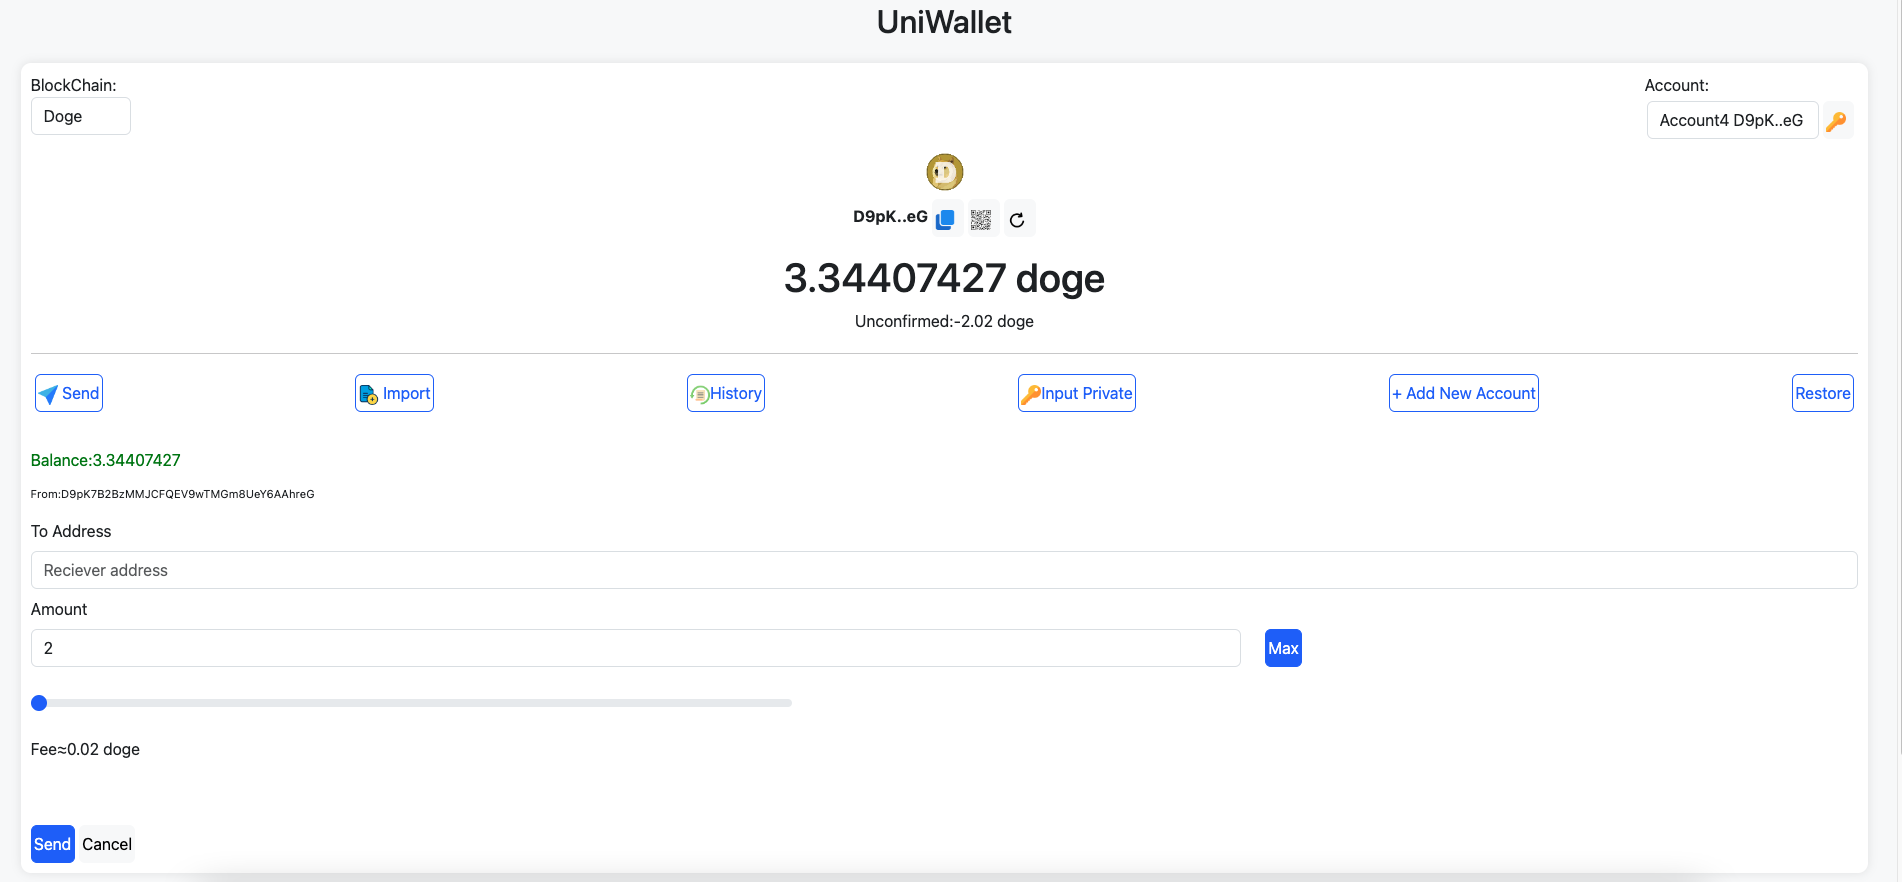 UniWallet
BlockChain:
Account:
Doge
Account4 D9pK..eG
D9pK..eG
3.34407427 doge
Unconfirmed:-2.02 doge
Send
Import
History
Input Private
+ Add New Account
Restore
Balance:3.34407427
From:D9pK7B2BzMMJCFQEV9wTMGm8UeY6AAhreG
To Address
Reciever address
Amount
2
Max
Fee≈0.02 doge
Send
Cancel